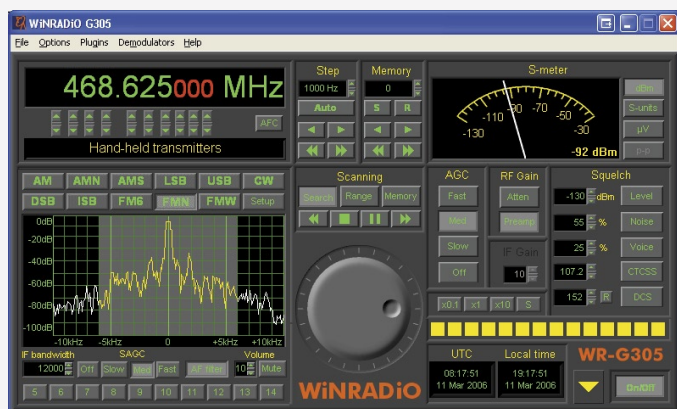 WiNRADiO G305
File Options Plugins Demodulators Help
468.625000 MHz
AFC
Hand-held transmitters
Step
1000 Hz
Auto
Memory
0
S R
S-meter
-130 -110 -90 -70 -50 -30
-92 dBm
dBm
S-units
µV
p-p
AM AMN AMS LSB USB CW
DSB ISB FM6 FMN FMW Setup
0dB
-20dB
-40dB
-60dB
-80dB
-100dB
-10kHz -5kHz 0 +5kHz +10kHz
IF bandwidth SAGC Volume
12000 Off Slow Med Fast AF filter 10 Mute
5 6 7 8 9 10 11 12 13 14
Scanning
Search Range Memory
WiNRADiO
AGC
Fast
Med
Slow
Off
RF Gain
Atten
Preamp
IF Gain
10
Squelch
-130 dBm Level
55 % Noise
25 % Voice
107.2 CTCSS
152 R DCS
x0.1 x1 x10 S
UTC
08:17:51
11 Mar 2006
Local time
19:17:51
11 Mar 2006
WR-G305
On/Off